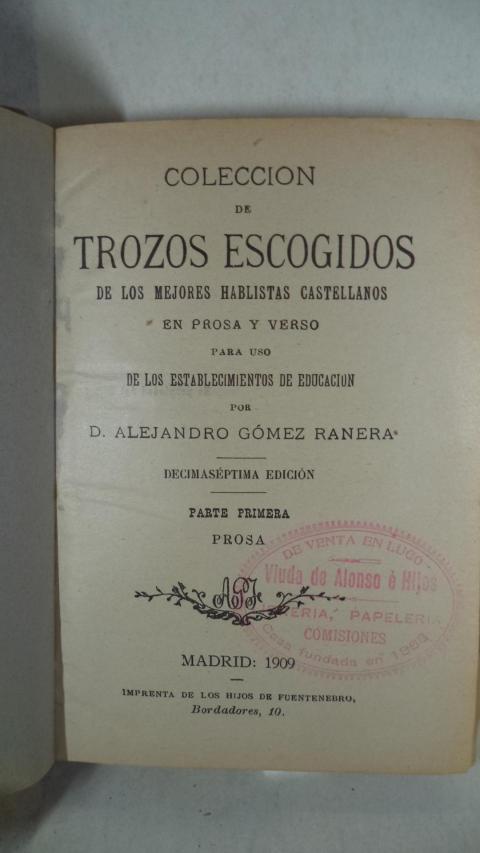 COLECCION
DE
TROZOS ESCOGIDOS
DE LOS MEJORES HABLISTAS CASTELLANOS
EN PROSA Y VERSO
PARA USO
DE LOS ESTABLECIMIENTOS DE EDUCACION
POR
D. ALEJANDRO GÓMEZ RANERA
DECIMASÉPTIMA EDICIÓN
PARTE PRIMERA
PROSA
DE VENTA EN LUGO
Viuda de Alonso é Hijos
PAPELERIA
COMISIONES
Casa fundada en
MADRID: 1909
IMPRENTA DE LOS HIJOS DE FUENTENEBRO,
Bordadores, 10.